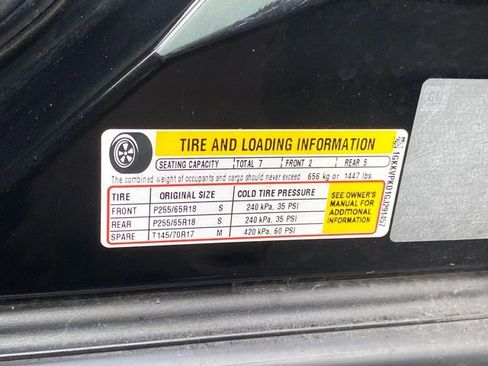 TIRE AND LOADING INFORMATION
SEATING CAPACITY TOTAL 7 FRONT 2 REAR 5
The combined weight of occupants and cargo should never exceed 656 kg or 1447 lbs.
TIRE ORIGINAL SIZE COLD TIRE PRESSURE
FRONT P255/65R18 S 240 kPa, 35 PSI
REAR P255/65R18 S 240 kPa, 35 PSI
SPARE T145/70R17 M 420 kPa, 60 PSI
SEE OWNER'S
MANUAL FOR
ADDITIONAL
INFORMATION